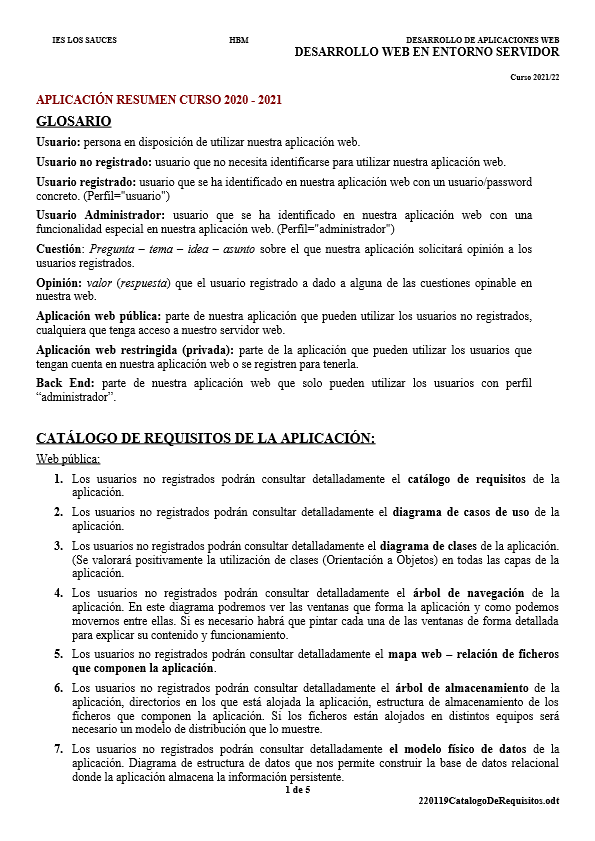 IES LOS SAUCES HBM DESARROLLO DE APLICACIONES WEB
DESARROLLO WEB EN ENTORNO SERVIDOR
Curso 2021/22
APLICACIÓN RESUMEN CURSO 2020 - 2021
GLOSARIO
Usuario: persona en disposición de utilizar nuestra aplicación web.
Usuario no registrado: usuario que no necesita identificarse para utilizar nuestra aplicación web.
Usuario registrado: usuario que se ha identificado en nuestra aplicación web con un usuario/password
concreto. (Perfil="usuario")
Usuario Administrador: usuario que se ha identificado en nuestra aplicación web con una
funcionalidad especial en nuestra aplicación web. (Perfil="administrador")
Cuestión: Pregunta – tema – idea – asunto sobre el que nuestra aplicación solicitará opinión a los
usuarios registrados.
Opinión: valor (respuesta) que el usuario registrado a dado a alguna de las cuestiones opinable en
nuestra web.
Aplicación web pública: parte de nuestra aplicación que pueden utilizar los usuarios no registrados,
cualquiera que tenga acceso a nuestro servidor web.
Aplicación web restringida (privada): parte de la aplicación que pueden utilizar los usuarios que
tengan cuenta en nuestra aplicación web o se registren para tenerla.
Back End: parte de nuestra aplicación web que solo pueden utilizar los usuarios con perfil
“administrador”.
CATÁLOGO DE REQUISITOS DE LA APLICACIÓN:
Web pública:
1. Los usuarios no registrados podrán consultar detalladamente el catálogo de requisitos de la
aplicación.
2. Los usuarios no registrados podrán consultar detalladamente el diagrama de casos de uso de la
aplicación.
3. Los usuarios no registrados podrán consultar detalladamente el diagrama de clases de la aplicación.
(Se valorará positivamente la utilización de clases (Orientación a Objetos) en todas las capas de la
aplicación.
4. Los usuarios no registrados podrán consultar detalladamente el árbol de navegación de la
aplicación. En este diagrama podremos ver las ventanas que forma la aplicación y como podemos
movernos entre ellas. Si es necesario habrá que pintar cada una de las ventanas de forma detallada
para explicar su contenido y funcionamiento.
5. Los usuarios no registrados podrán consultar detalladamente el mapa web – relación de ficheros
que componen la aplicación.
6. Los usuarios no registrados podrán consultar detalladamente el árbol de almacenamiento de la
aplicación, directorios en los que está alojada la aplicación, estructura de almacenamiento de los
ficheros que componen la aplicación. Si los ficheros están alojados en distintos equipos será
necesario un modelo de distribución que lo muestre.
7. Los usuarios no registrados podrán consultar detalladamente el modelo físico de datos de la
aplicación. Diagrama de estructura de datos que nos permite construir la base de datos relacional
donde la aplicación almacena la información persistente.
1 de 5
220119CatalogoDeRequisitos.odt